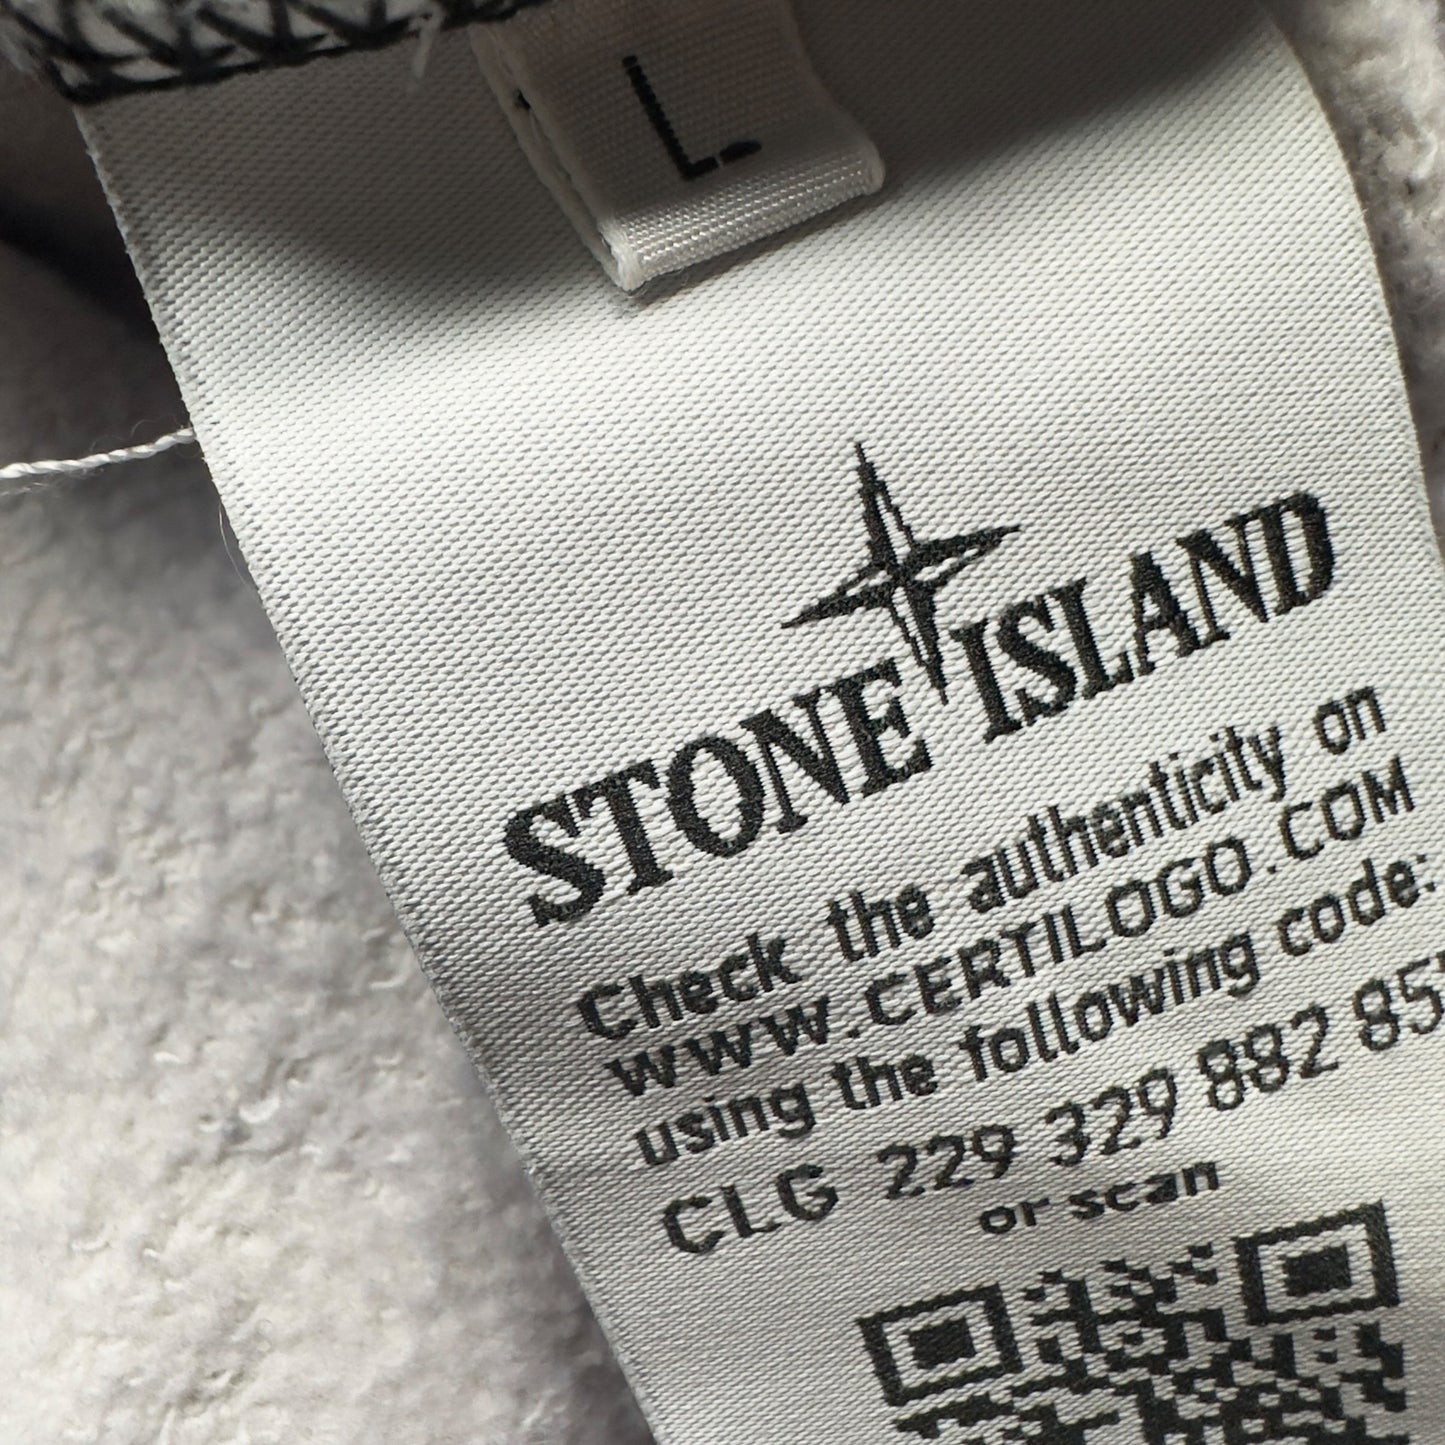 L
STONE ISLAND
Check the authenticity on
WWW.CERTILOGO.COM
using the following code:
CLG 229 329 882 85
or scan